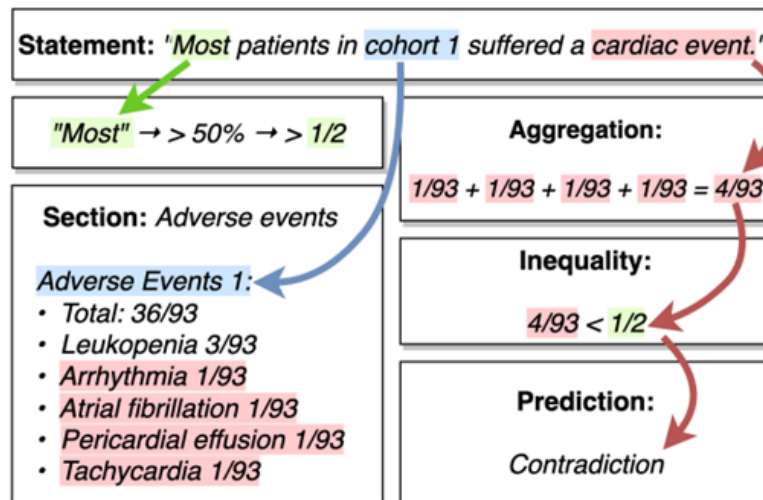 Statement: "Most patients in cohort 1 suffered a cardiac event."
"Most" → > 50% → > 1/2
Section: Adverse events
Adverse Events 1:
• Total: 36/93
• Leukopenia 3/93
• Arrhythmia 1/93
• Atrial fibrillation 1/93
• Pericardial effusion 1/93
• Tachycardia 1/93
Aggregation:
1/93 + 1/93 + 1/93 + 1/93 = 4/93
Inequality:
4/93 < 1/2
Prediction:
Contradiction